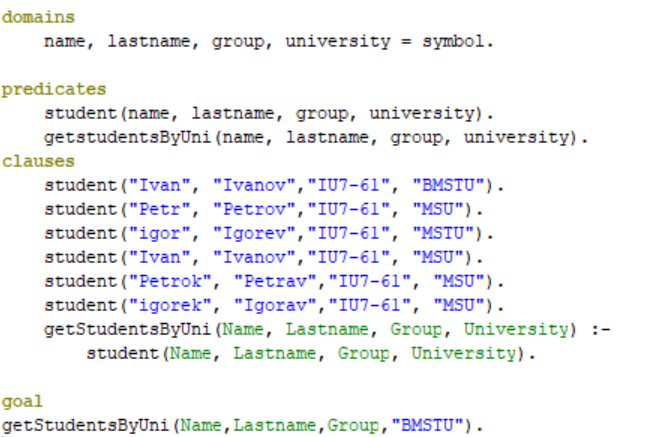 domains
name, lastname, group, university = symbol.
predicates
student(name, lastname, group, university).
getstudentsByUni(name, lastname, group, university).
clauses
student("Ivan", "Ivanov","IU7-61", "BMSTU").
student("Petr", "Petrov","IU7-61", "MSU").
student("igor", "Igorev","IU7-61", "MSTU").
student("Ivan", "Ivanov","IU7-61", "MSU").
student("Petrok", "Petrav","IU7-61", "MSU").
student("igorek", "Igorav","IU7-61", "MSU").
getStudentsByUni(Name, Lastname, Group, University) :-
student(Name, Lastname, Group, University).
goal
getStudentsByUni(Name,Lastname,Group,"BMSTU").